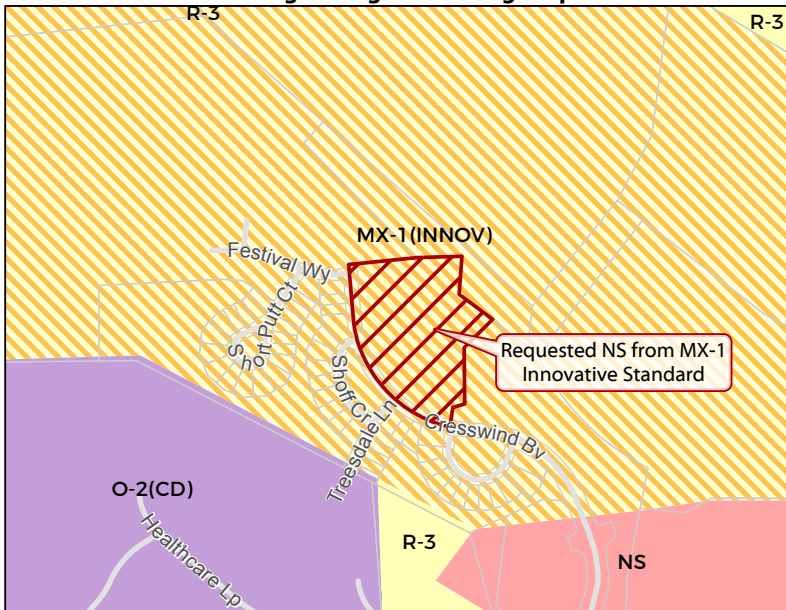 R-3
R-3
MX-1(INNOV)
Festival Wy
Short Putt Ct
Requested NS from MX-1
Innovative Standard
Shoff Cr
Treesdale Ln
Cresswind Bv
O-2(CD)
Healthcare Lp
R-3
NS